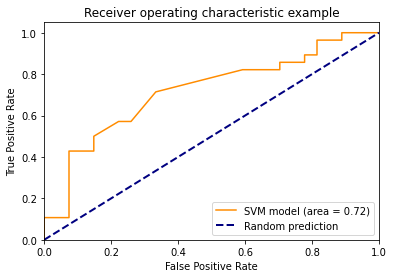 Receiver operating characteristic example
True Positive Rate
1.0
0.8
0.6
0.4
0.2
0.0
SVM model (area = 0.72)
Random prediction
0.0 0.2 0.4 0.6 0.8 1.0
False Positive Rate